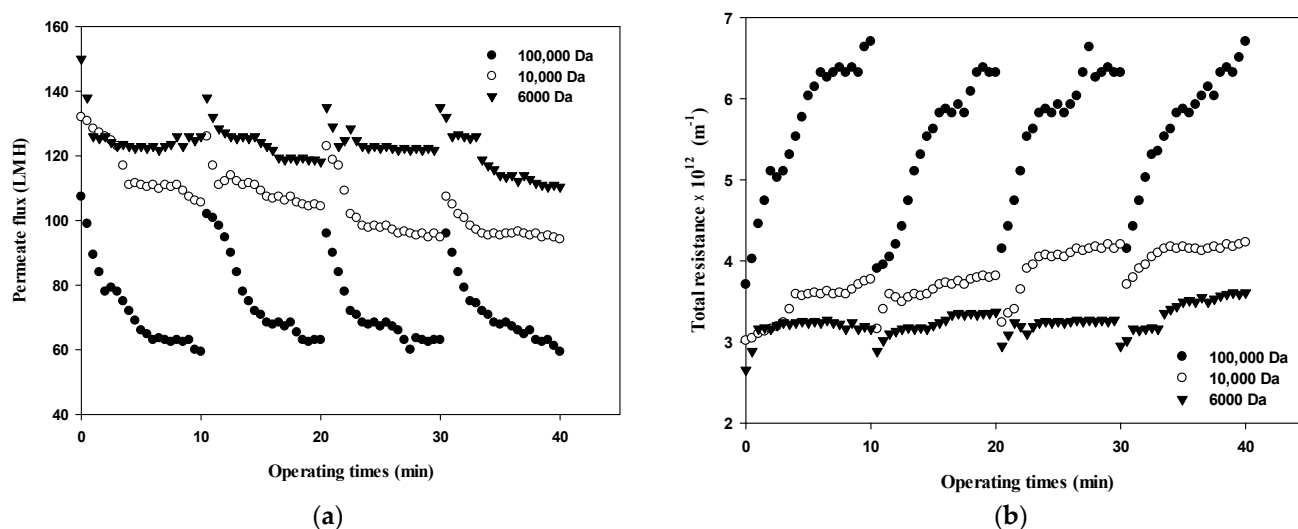 160
140
120
100
80
60
40
Permeate flux (LMH)
100,000 Da
10,000 Da
6000 Da
0 10 20 30 40
Operating times (min)
(a)
7
6
5
4
3
2
Total resistance x 10¹² (m⁻¹)
100,000 Da
10,000 Da
6000 Da
0 10 20 30 40
Operating times (min)
(b)